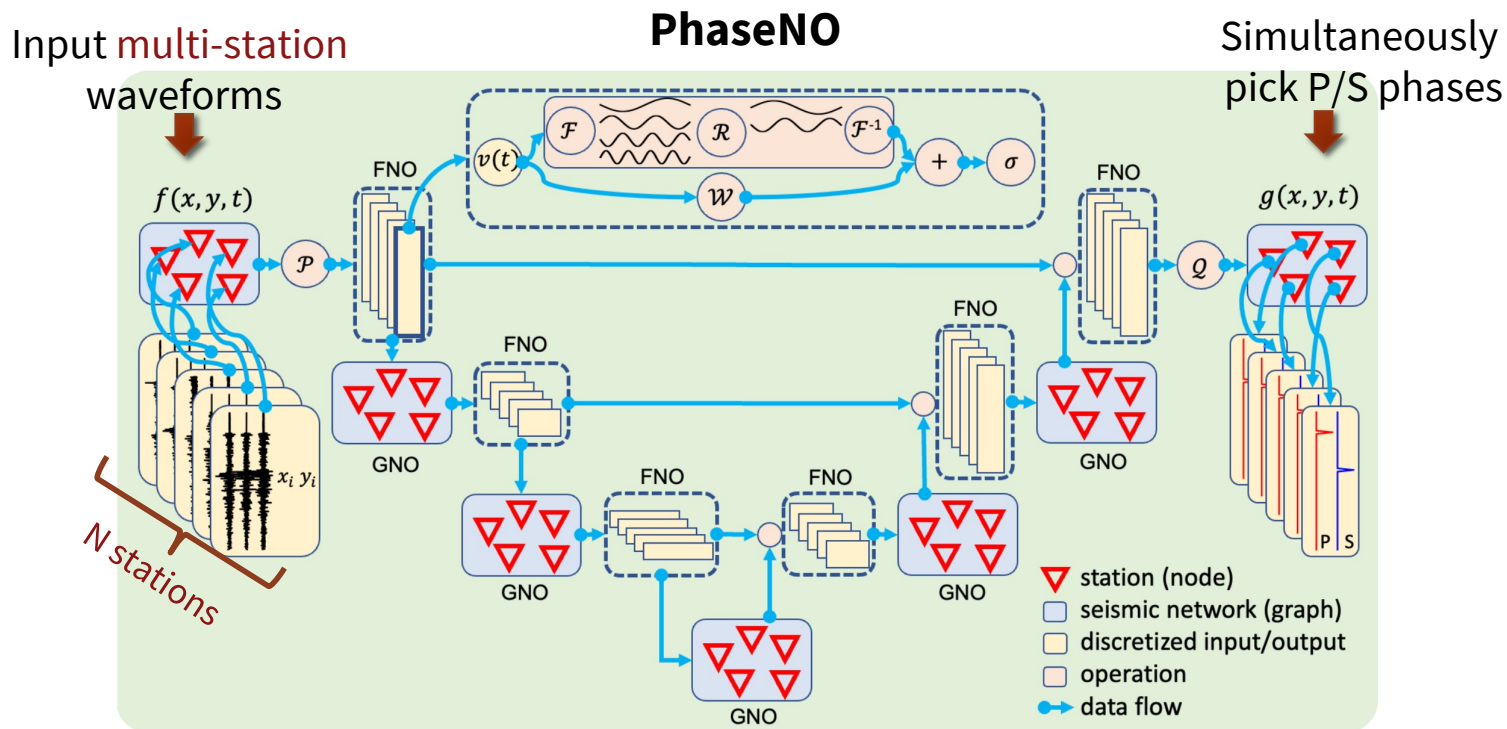 PhaseNO
Input multi-station
waveforms
Simultaneously
pick P/S phases
f(x, y, t)
𝒫
FNO
v(t)
ℱ
ℛ
ℱ⁻¹
𝒲
+
σ
FNO
𝒬
g(x, y, t)
GNO
FNO
FNO
GNO
GNO
FNO
FNO
GNO
GNO
xᵢ yᵢ
N stations
P S
station (node)
seismic network (graph)
discretized input/output
operation
data flow